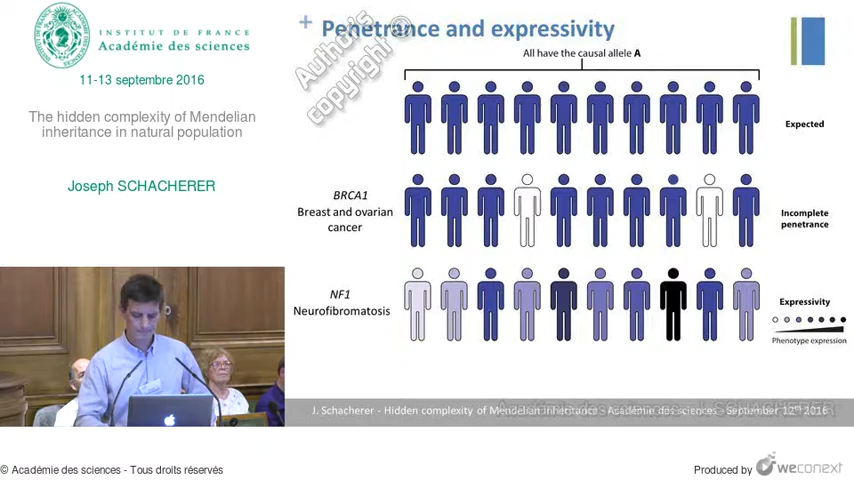 INSTITUT DE FRANCE
Académie des sciences
11-13 septembre 2016
The hidden complexity of Mendelian
inheritance in natural population
Joseph SCHACHERER
+ Penetrance and expressivity
Author's
copyright ©
All have the causal allele A
Expected
BRCA1
Breast and ovarian
cancer
Incomplete
penetrance
NF1
Neurofibromatosis
Expressivity
Phenotype expression
J. Schacherer - Hidden complexity of Mendelian inheritance - Académie des sciences - September 12th 2016
© Académie des sciences - Tous droits réservés
Produced by weconext